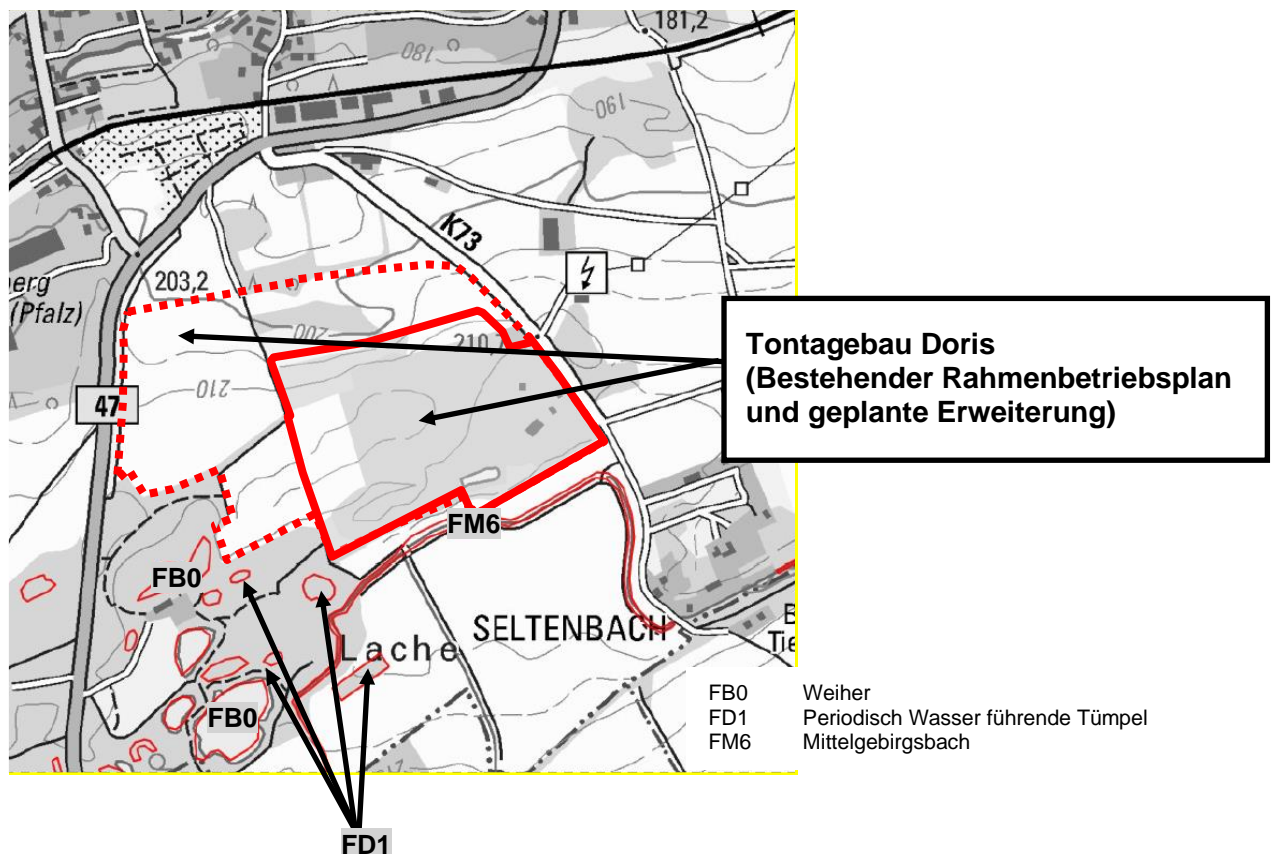 181,2
180
190
K73
203,2
erg
(Pfalz)
200
210,7
210
47
Tontagebau Doris
(Bestehender Rahmenbetriebsplan
und geplante Erweiterung)
FM6
FB0
SELTENBACH
Lache
B
Tie
FB0
FB0 Weiher
FD1 Periodisch Wasser führende Tümpel
FM6 Mittelgebirgsbach
FD1